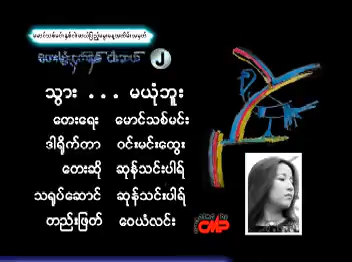 သွား ... မယုံဘူး
တေးရေး မောင်သစ်မင်း
ဒါရိုက်တာ ဝင်းမင်းထွေး
တေးဆို ဆုန်သင်းပါရ်
သရုပ်ဆောင် ဆုန်သင်းပါရ်
တည်းဖြတ် ဝေယံလင်း
CMP